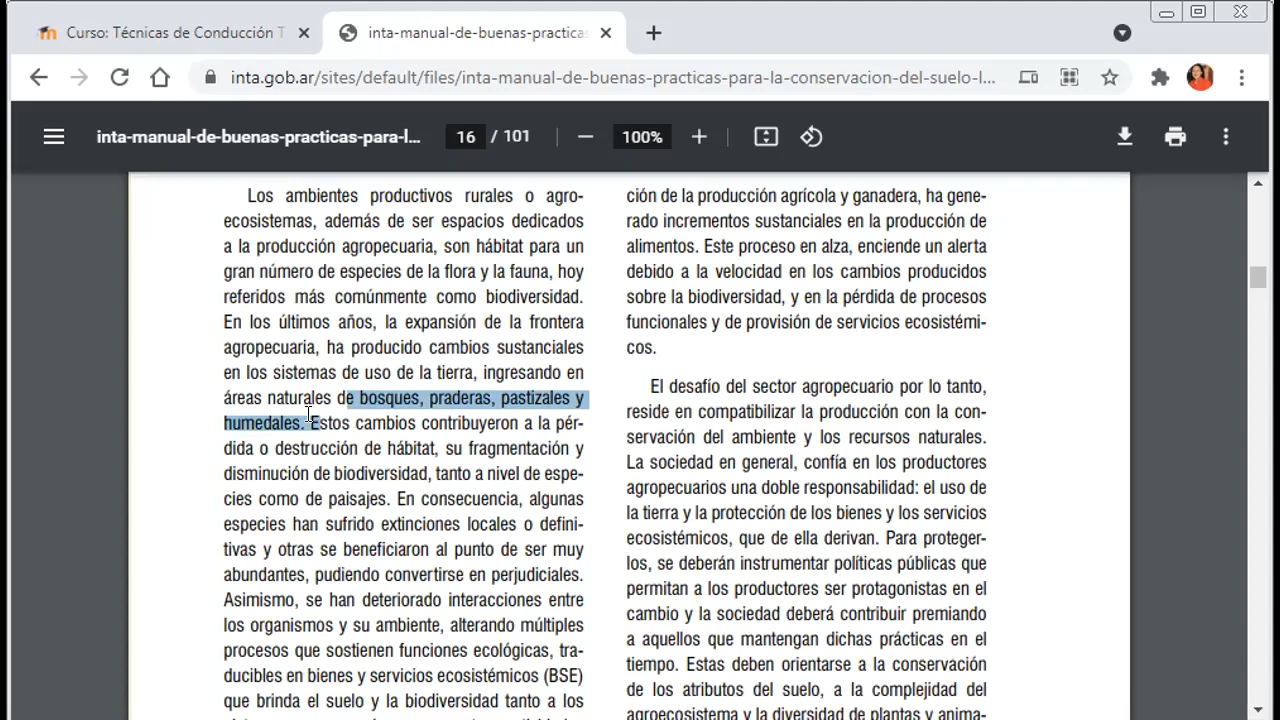 Curso: Técnicas de Conducción T
inta-manual-de-buenas-practicas
inta.gob.ar/sites/default/files/inta-manual-de-buenas-practicas-para-la-conservacion-del-suelo-l...
inta-manual-de-buenas-practicas-para-l...
16 / 101
100%
Los ambientes productivos rurales o agro-
ecosistemas, además de ser espacios dedicados
a la producción agropecuaria, son hábitat para un
gran número de especies de la flora y la fauna, hoy
referidos más comúnmente como biodiversidad.
En los últimos años, la expansión de la frontera
agropecuaria, ha producido cambios sustanciales
en los sistemas de uso de la tierra, ingresando en
áreas naturales de bosques, praderas, pastizales y
humedales. Estos cambios contribuyeron a la pér-
dida o destrucción de hábitat, su fragmentación y
disminución de biodiversidad, tanto a nivel de espe-
cies como de paisajes. En consecuencia, algunas
especies han sufrido extinciones locales o defini-
tivas y otras se beneficiaron al punto de ser muy
abundantes, pudiendo convertirse en perjudiciales.
Asimismo, se han deteriorado interacciones entre
los organismos y su ambiente, alterando múltiples
procesos que sostienen funciones ecológicas, tra-
ducibles en bienes y servicios ecosistémicos (BSE)
que brinda el suelo y la biodiversidad tanto a los
ción de la producción agrícola y ganadera, ha gene-
rado incrementos sustanciales en la producción de
alimentos. Este proceso en alza, enciende un alerta
debido a la velocidad en los cambios producidos
sobre la biodiversidad, y en la pérdida de procesos
funcionales y de provisión de servicios ecosistémi-
cos.
El desafío del sector agropecuario por lo tanto,
reside en compatibilizar la producción con la con-
servación del ambiente y los recursos naturales.
La sociedad en general, confía en los productores
agropecuarios una doble responsabilidad: el uso de
la tierra y la protección de los bienes y los servicios
ecosistémicos, que de ella derivan. Para proteger-
los, se deberán instrumentar políticas públicas que
permitan a los productores ser protagonistas en el
cambio y la sociedad deberá contribuir premiando
a aquellos que mantengan dichas prácticas en el
tiempo. Estas deben orientarse a la conservación
de los atributos del suelo, a la complejidad del
agroecosistema y la diversidad de plantas y anima-